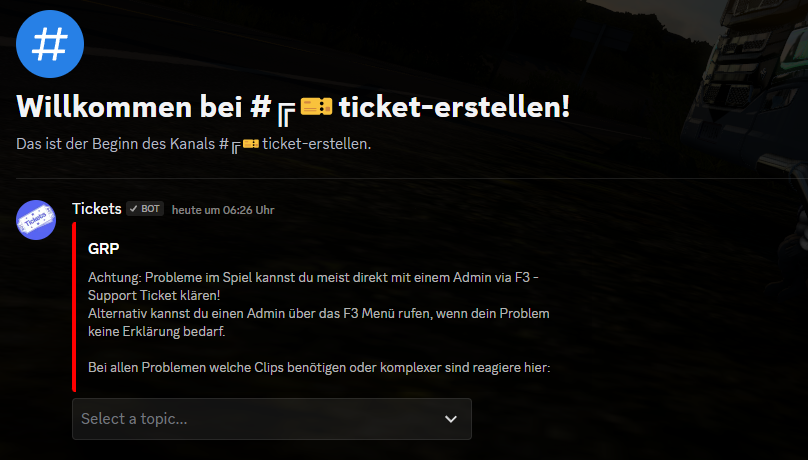 Willkommen bei #╔🎫ticket-erstellen!
Das ist der Beginn des Kanals #╔🎫ticket-erstellen.
Tickets ✓ BOT heute um 06:26 Uhr
Tickets
GRP
Achtung: Probleme im Spiel kannst du meist direkt mit einem Admin via F3 -
Support Ticket klären!
Alternativ kannst du einen Admin über das F3 Menü rufen, wenn dein Problem
keine Erklärung bedarf.
Bei allen Problemen welche Clips benötigen oder komplexer sind reagiere hier:
Select a topic...